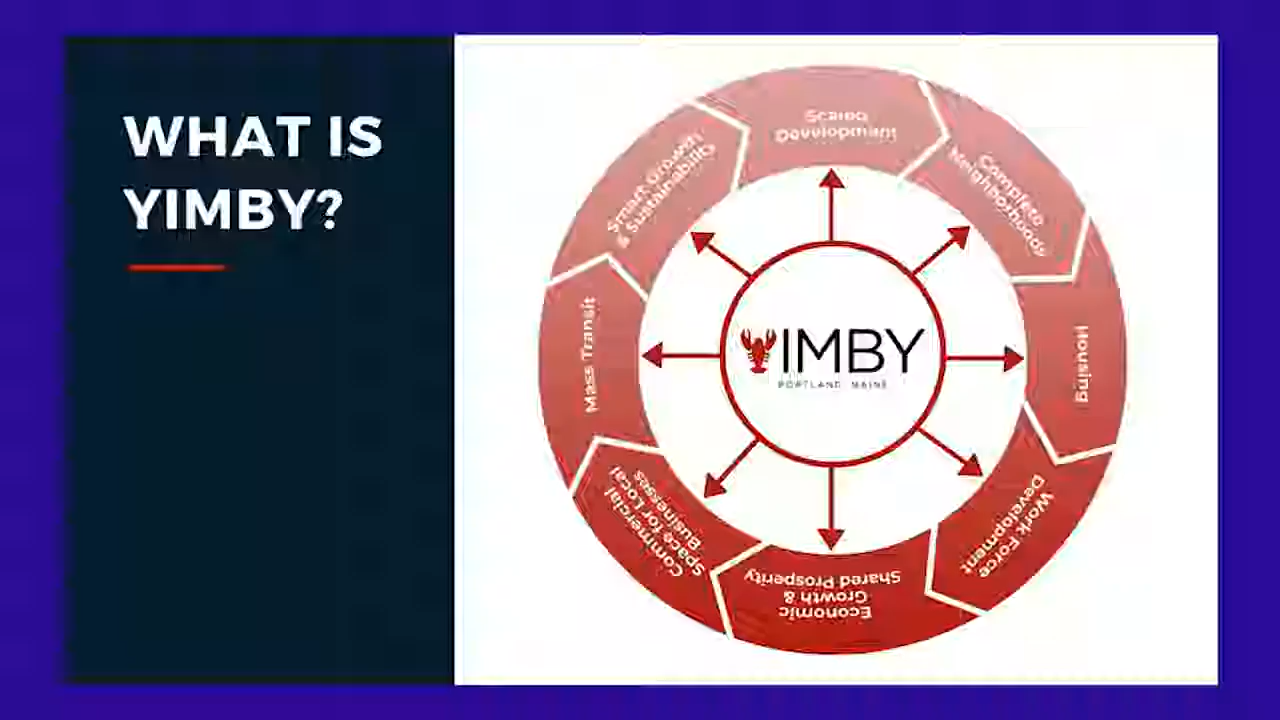 WHAT IS
YIMBY?
Scaled
Development
Complete
Neighborhoods
Housing
Work Force
Development
Economic
Growth &
Shared Prosperity
Commercial
Space for Local
Businesses
Mass Transit
Smart Growth
& Sustainability
YIMBY
PORTLAND, MAINE